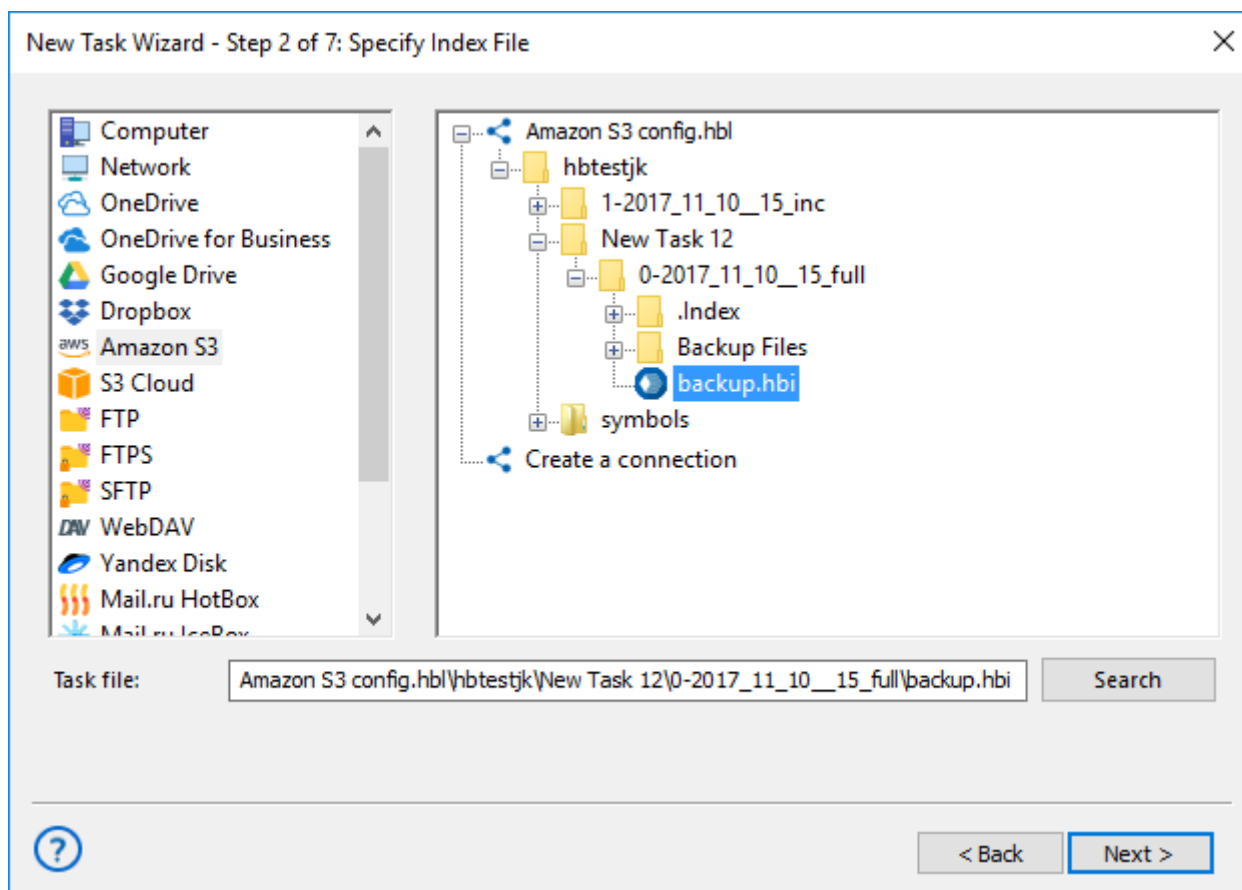 New Task Wizard - Step 2 of 7: Specify Index File
Computer
Network
OneDrive
OneDrive for Business
Google Drive
Dropbox
aws Amazon S3
S3 Cloud
FTP
FTPS
SFTP
DAV WebDAV
Yandex Disk
Mail.ru HotBox
Mail.ru IceBox
Amazon S3 config.hbl
hbtestjk
1-2017_11_10__15_inc
New Task 12
0-2017_11_10__15_full
.Index
Backup Files
backup.hbi
symbols
Create a connection
Task file: Amazon S3 config.hbl\hbtestjk\New Task 12\0-2017_11_10__15_full\backup.hbi Search
? < Back Next >